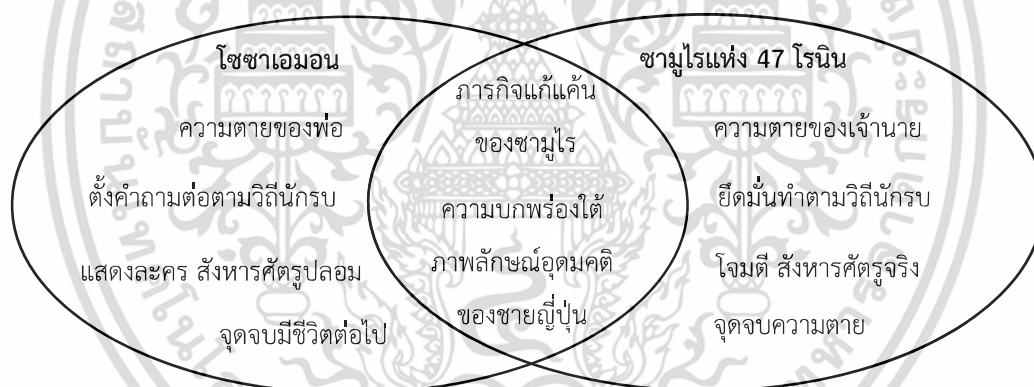 โซซาเอมอน
ความตายของพ่อ
ตั้งคำถามต่อตามวิถีนักรบ
แสดงละคร สังหารศัตรูปลอม
จุดจบมีชีวิตต่อไป
ภารกิจแก้แค้น
ของซามูไร
ความบกพร่องใต้
ภาพลักษณ์อุดมคติ
ของชายญี่ปุ่น
ซามูไรแห่ง 47 โรนิน
ความตายของเจ้านาย
ยึดมั่นทำตามวิถีนักรบ
โจมตี สังหารศัตรูจริง
จุดจบความตาย